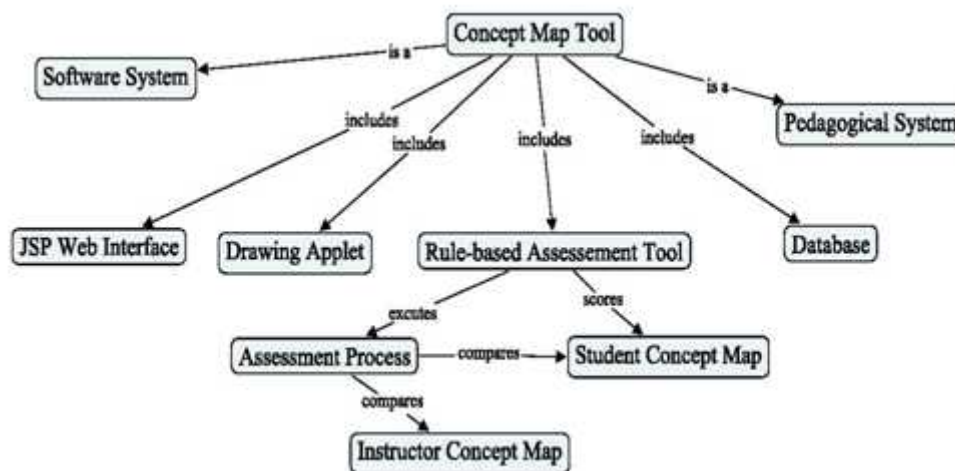 Concept Map Tool
is a
Software System
is a
Pedagogical System
includes
includes
includes
includes
JSP Web Interface
Drawing Applet
Rule-based Assessement Tool
Database
excutes
scores
Assessment Process
compares
Student Concept Map
compares
Instructor Concept Map